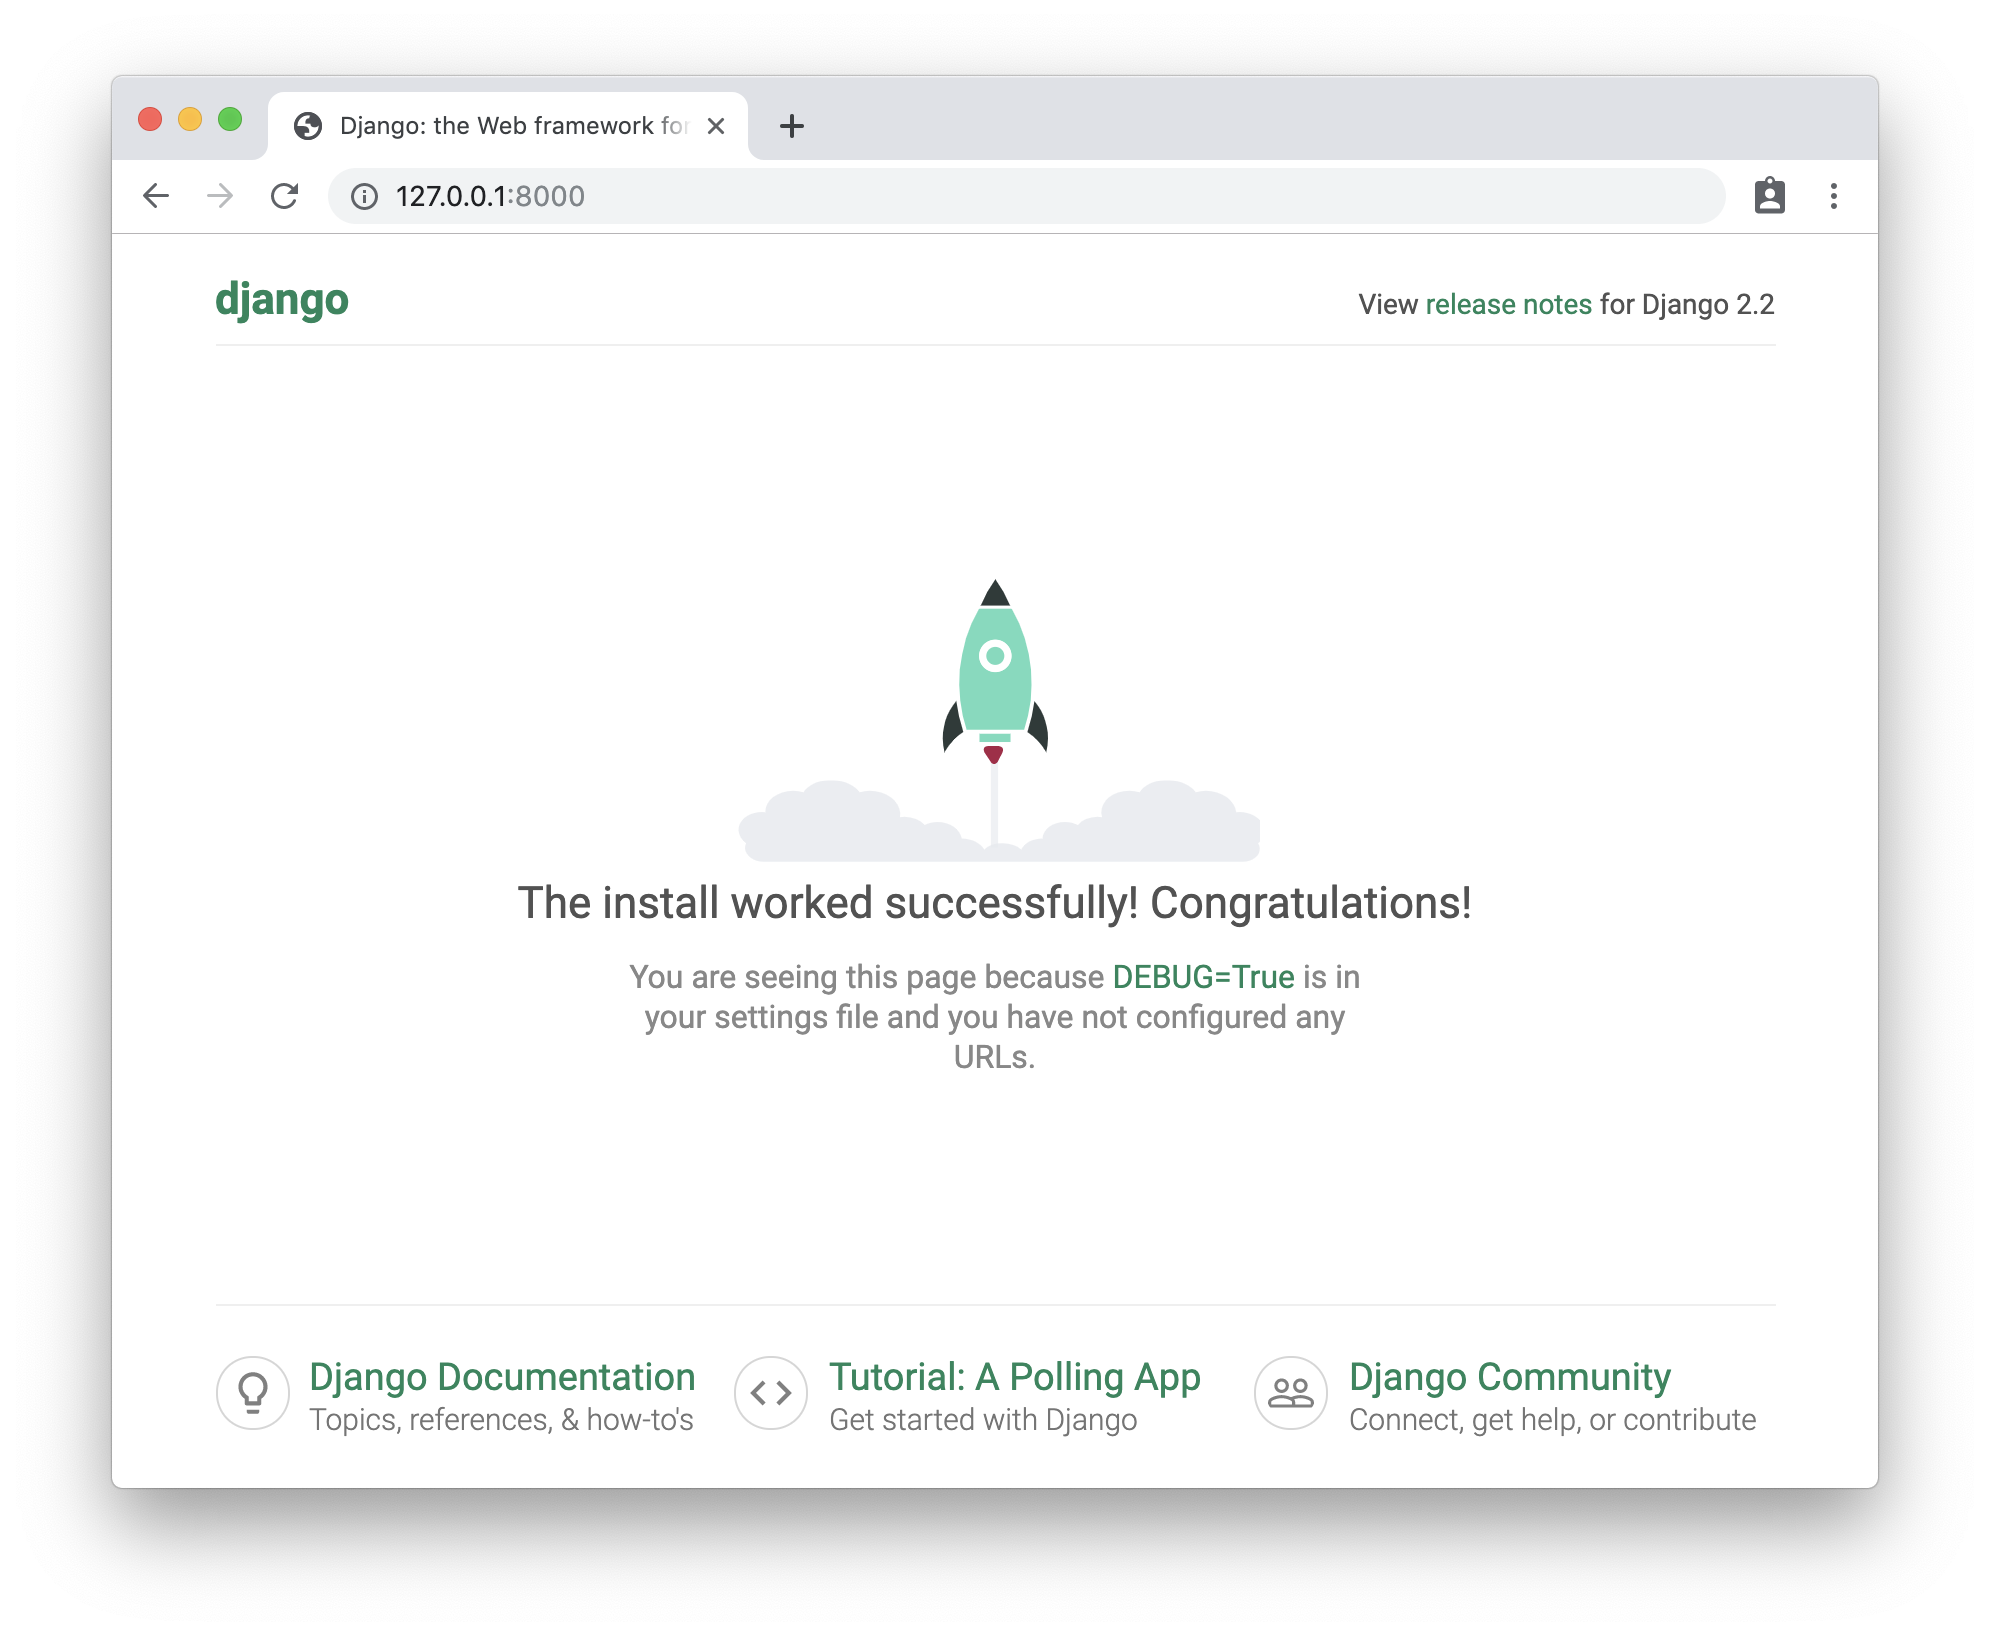 Django: the Web framework for
127.0.0.1:8000
django
View release notes for Django 2.2
The install worked successfully! Congratulations!
You are seeing this page because DEBUG=True is in
your settings file and you have not configured any
URLs.
Django Documentation
Topics, references, & how-to's
Tutorial: A Polling App
Get started with Django
Django Community
Connect, get help, or contribute